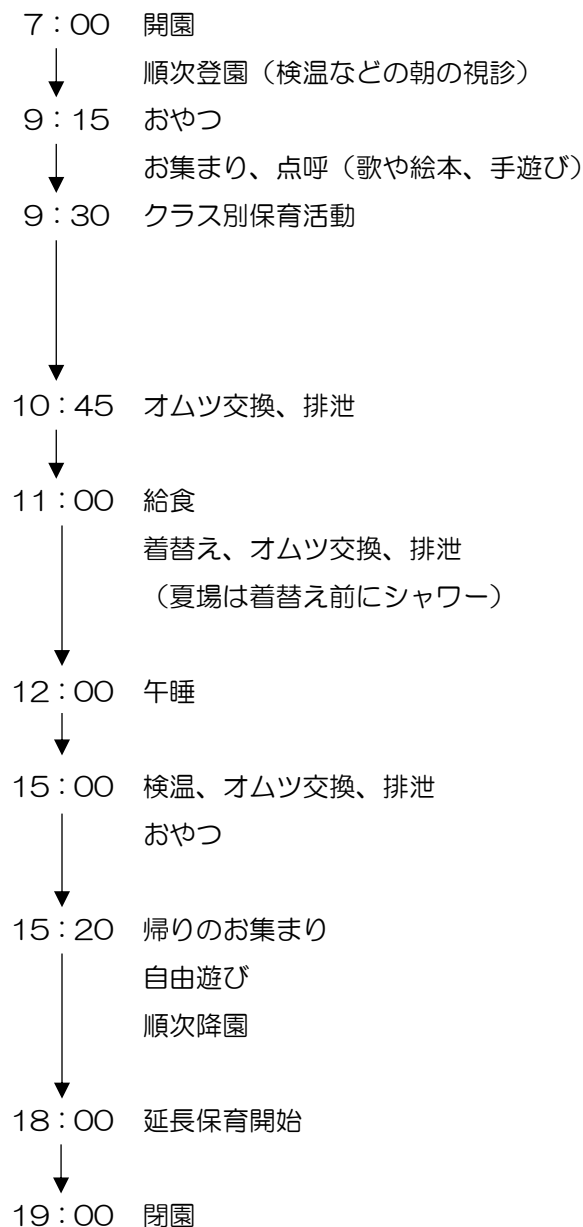 7：00 開園
順次登園（検温などの朝の視診）
9：15 おやつ
お集まり、点呼（歌や絵本、手遊び）
9：30 クラス別保育活動
10：45 オムツ交換、排泄
11：00 給食
着替え、オムツ交換、排泄
（夏場は着替え前にシャワー）
12：00 午睡
15：00 検温、オムツ交換、排泄
おやつ
15：20 帰りのお集まり
自由遊び
順次降園
18：00 延長保育開始
19：00 閉園